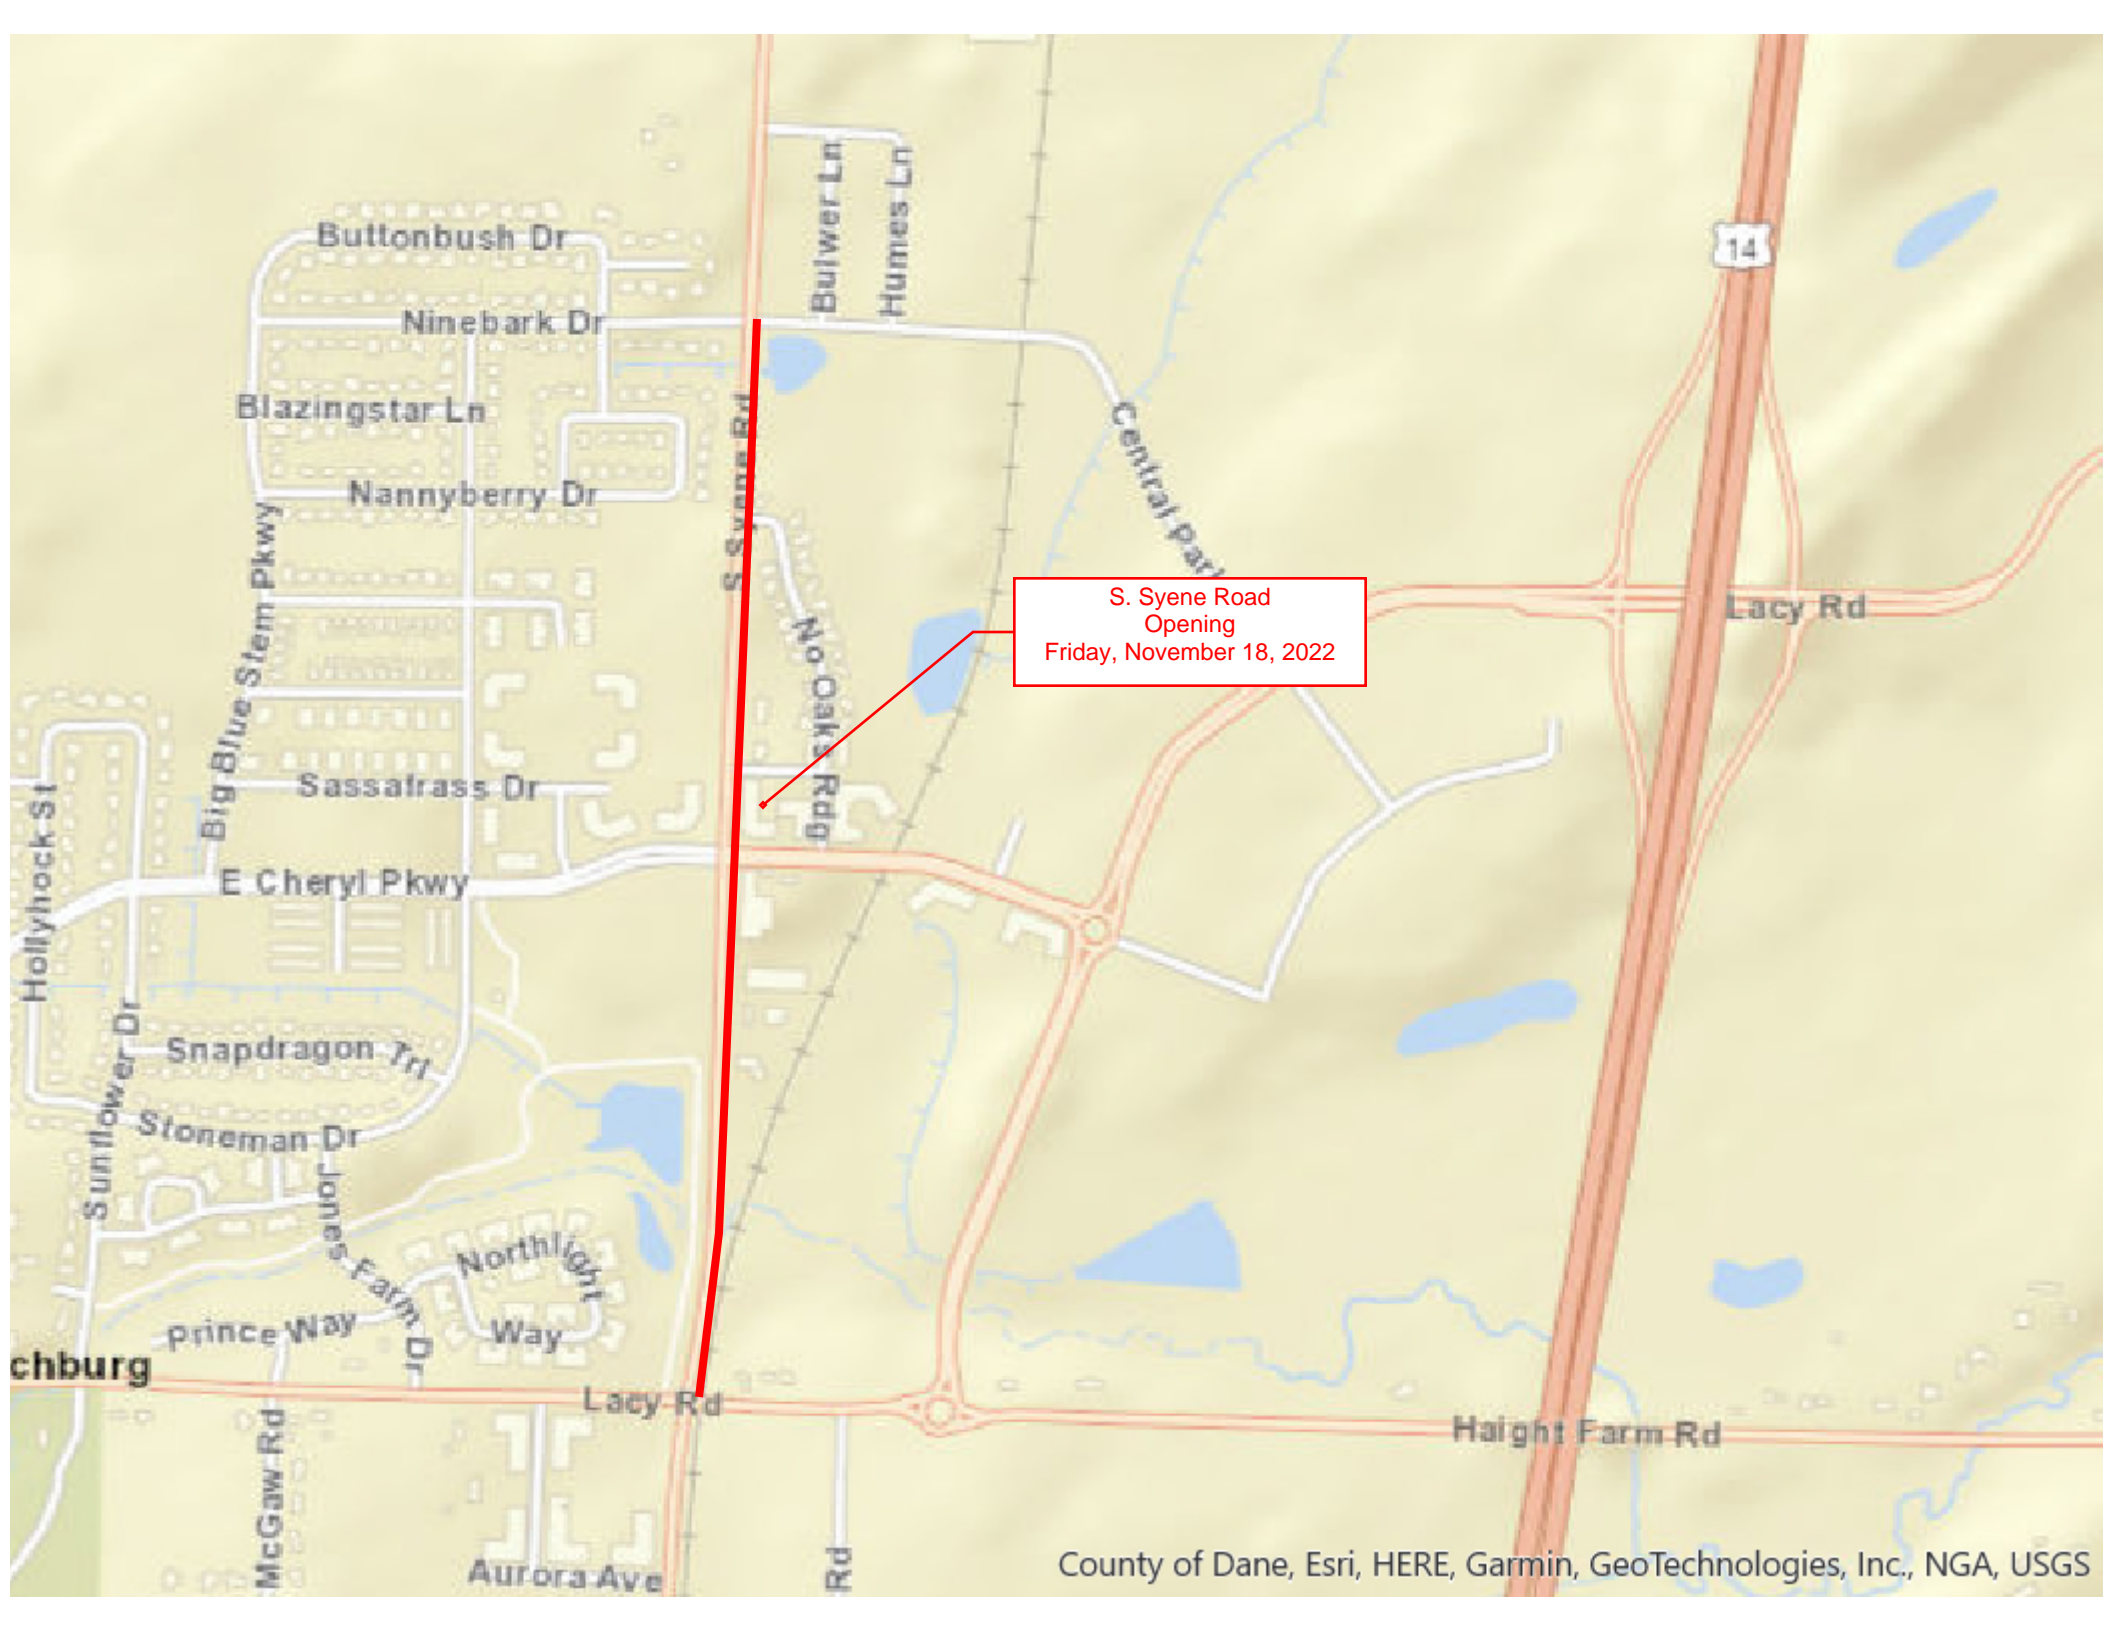 Bulwer Ln
Humes Ln
Buttonbush Dr
14
Ninebark Dr
Blazingstar Ln
S Syene Rd
Central Park
Nannyberry Dr
Big Blue Stem Pkwy
No Oaks Rdg
S. Syene Road
Opening
Friday, November 18, 2022
Lacy Rd
Sassafrass Dr
Hollyhock St
E Cheryl Pkwy
Sunflower Dr
Snapdragon Trl
Stoneman Dr
Jones Farm Dr
Northlight
Way
Prince Way
chburg
Lacy Rd
Haight Farm Rd
McGaw Rd
Aurora Ave
Rd
County of Dane, Esri, HERE, Garmin, GeoTechnologies, Inc., NGA, USGS